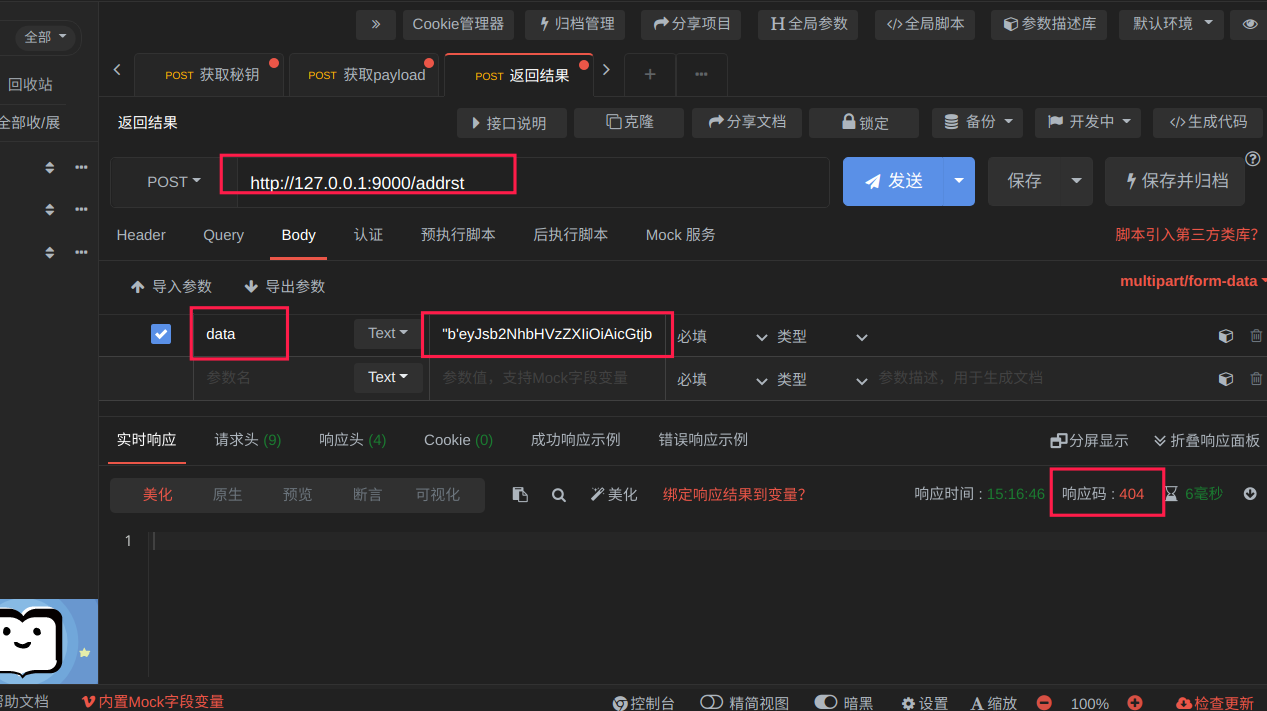 全部
»
Cookie管理器
归档管理
分享项目
H全局参数
</>全局脚本
参数描述库
默认环境
回收站
全部收/展
POST 获取秘钥
POST 获取payload
POST 返回结果
返回结果
接口说明
克隆
分享文档
锁定
备份
开发中
</>生成代码
POST
http://127.0.0.1:9000/addrst
发送
保存
保存并归档
Header
Query
Body
认证
预执行脚本
后执行脚本
Mock 服务
脚本引入第三方类库?
导入参数
导出参数
multipart/form-data
data
Text
"b'eyJsb2NhbHVzZXIiOiAicGtjb
必填
类型
参数名
Text
参数值，支持Mock字段变量
必填
类型
参数描述，用于生成文档
实时响应
请求头 (9)
响应头 (4)
Cookie (0)
成功响应示例
错误响应示例
分屏显示
折叠响应面板
美化
原生
预览
断言
可视化
美化
绑定响应结果到变量?
响应时间 : 15:16:46
响应码 : 404
6毫秒
1
帮助文档
内置Mock字段变量
控制台
精简视图
暗黑
设置
A 缩放
100%
检查更新